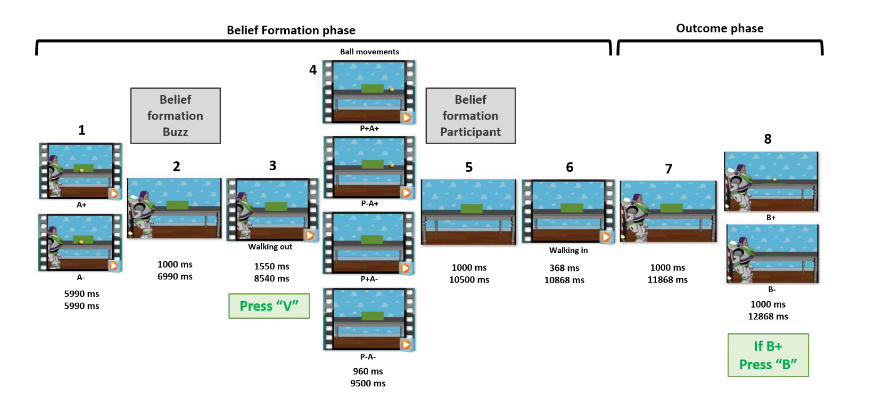 Belief Formation phase
Outcome phase
Ball movements
4
Belief
formation
Buzz
Belief
formation
Participant
1
P+A+
8
2
3
5
6
7
A+
P-A+
B+
Walking out
Walking in
A-
P+A-
B-
5990 ms
5990 ms
1000 ms
6990 ms
1550 ms
8540 ms
1000 ms
10500 ms
368 ms
10868 ms
1000 ms
11868 ms
1000 ms
12868 ms
Press “V”
P-A-
960 ms
9500 ms
If B+
Press “B”